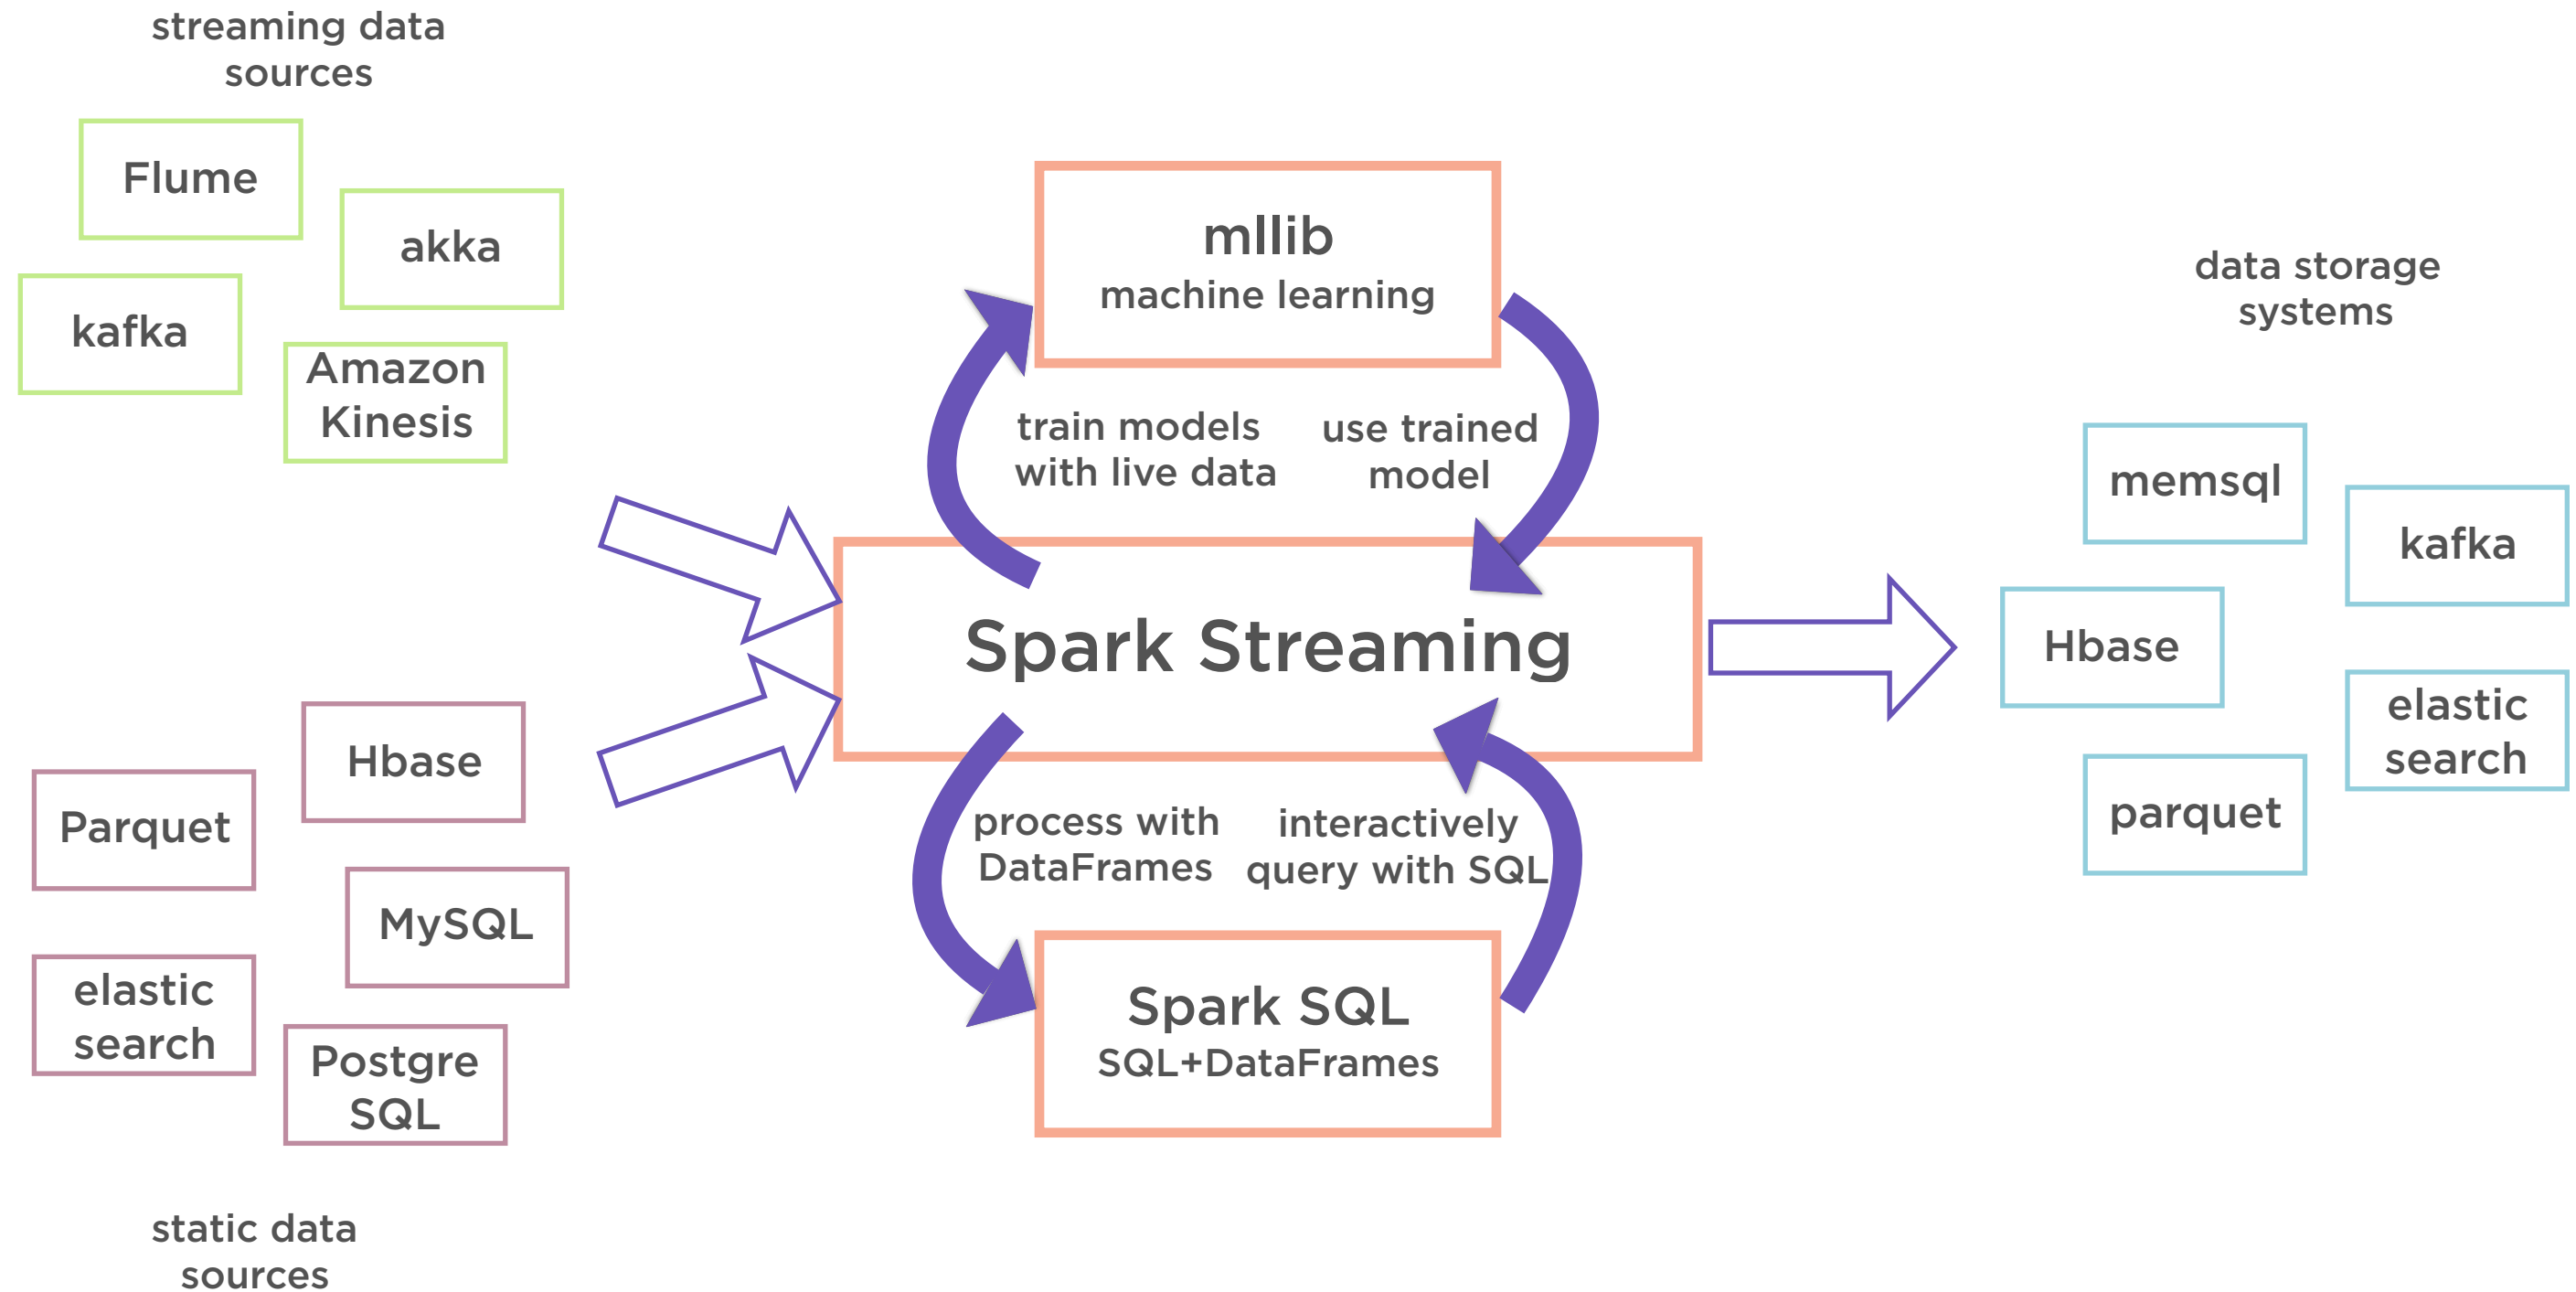 streaming data
sources
Flume
akka
kafka
Amazon
Kinesis
Hbase
Parquet
MySQL
elastic
search
Postgre
SQL
static data
sources
mllib
machine learning
train models
with live data
use trained
model
Spark Streaming
process with
DataFrames
interactively
query with SQL
Spark SQL
SQL+DataFrames
data storage
systems
memsql
kafka
Hbase
elastic
search
parquet